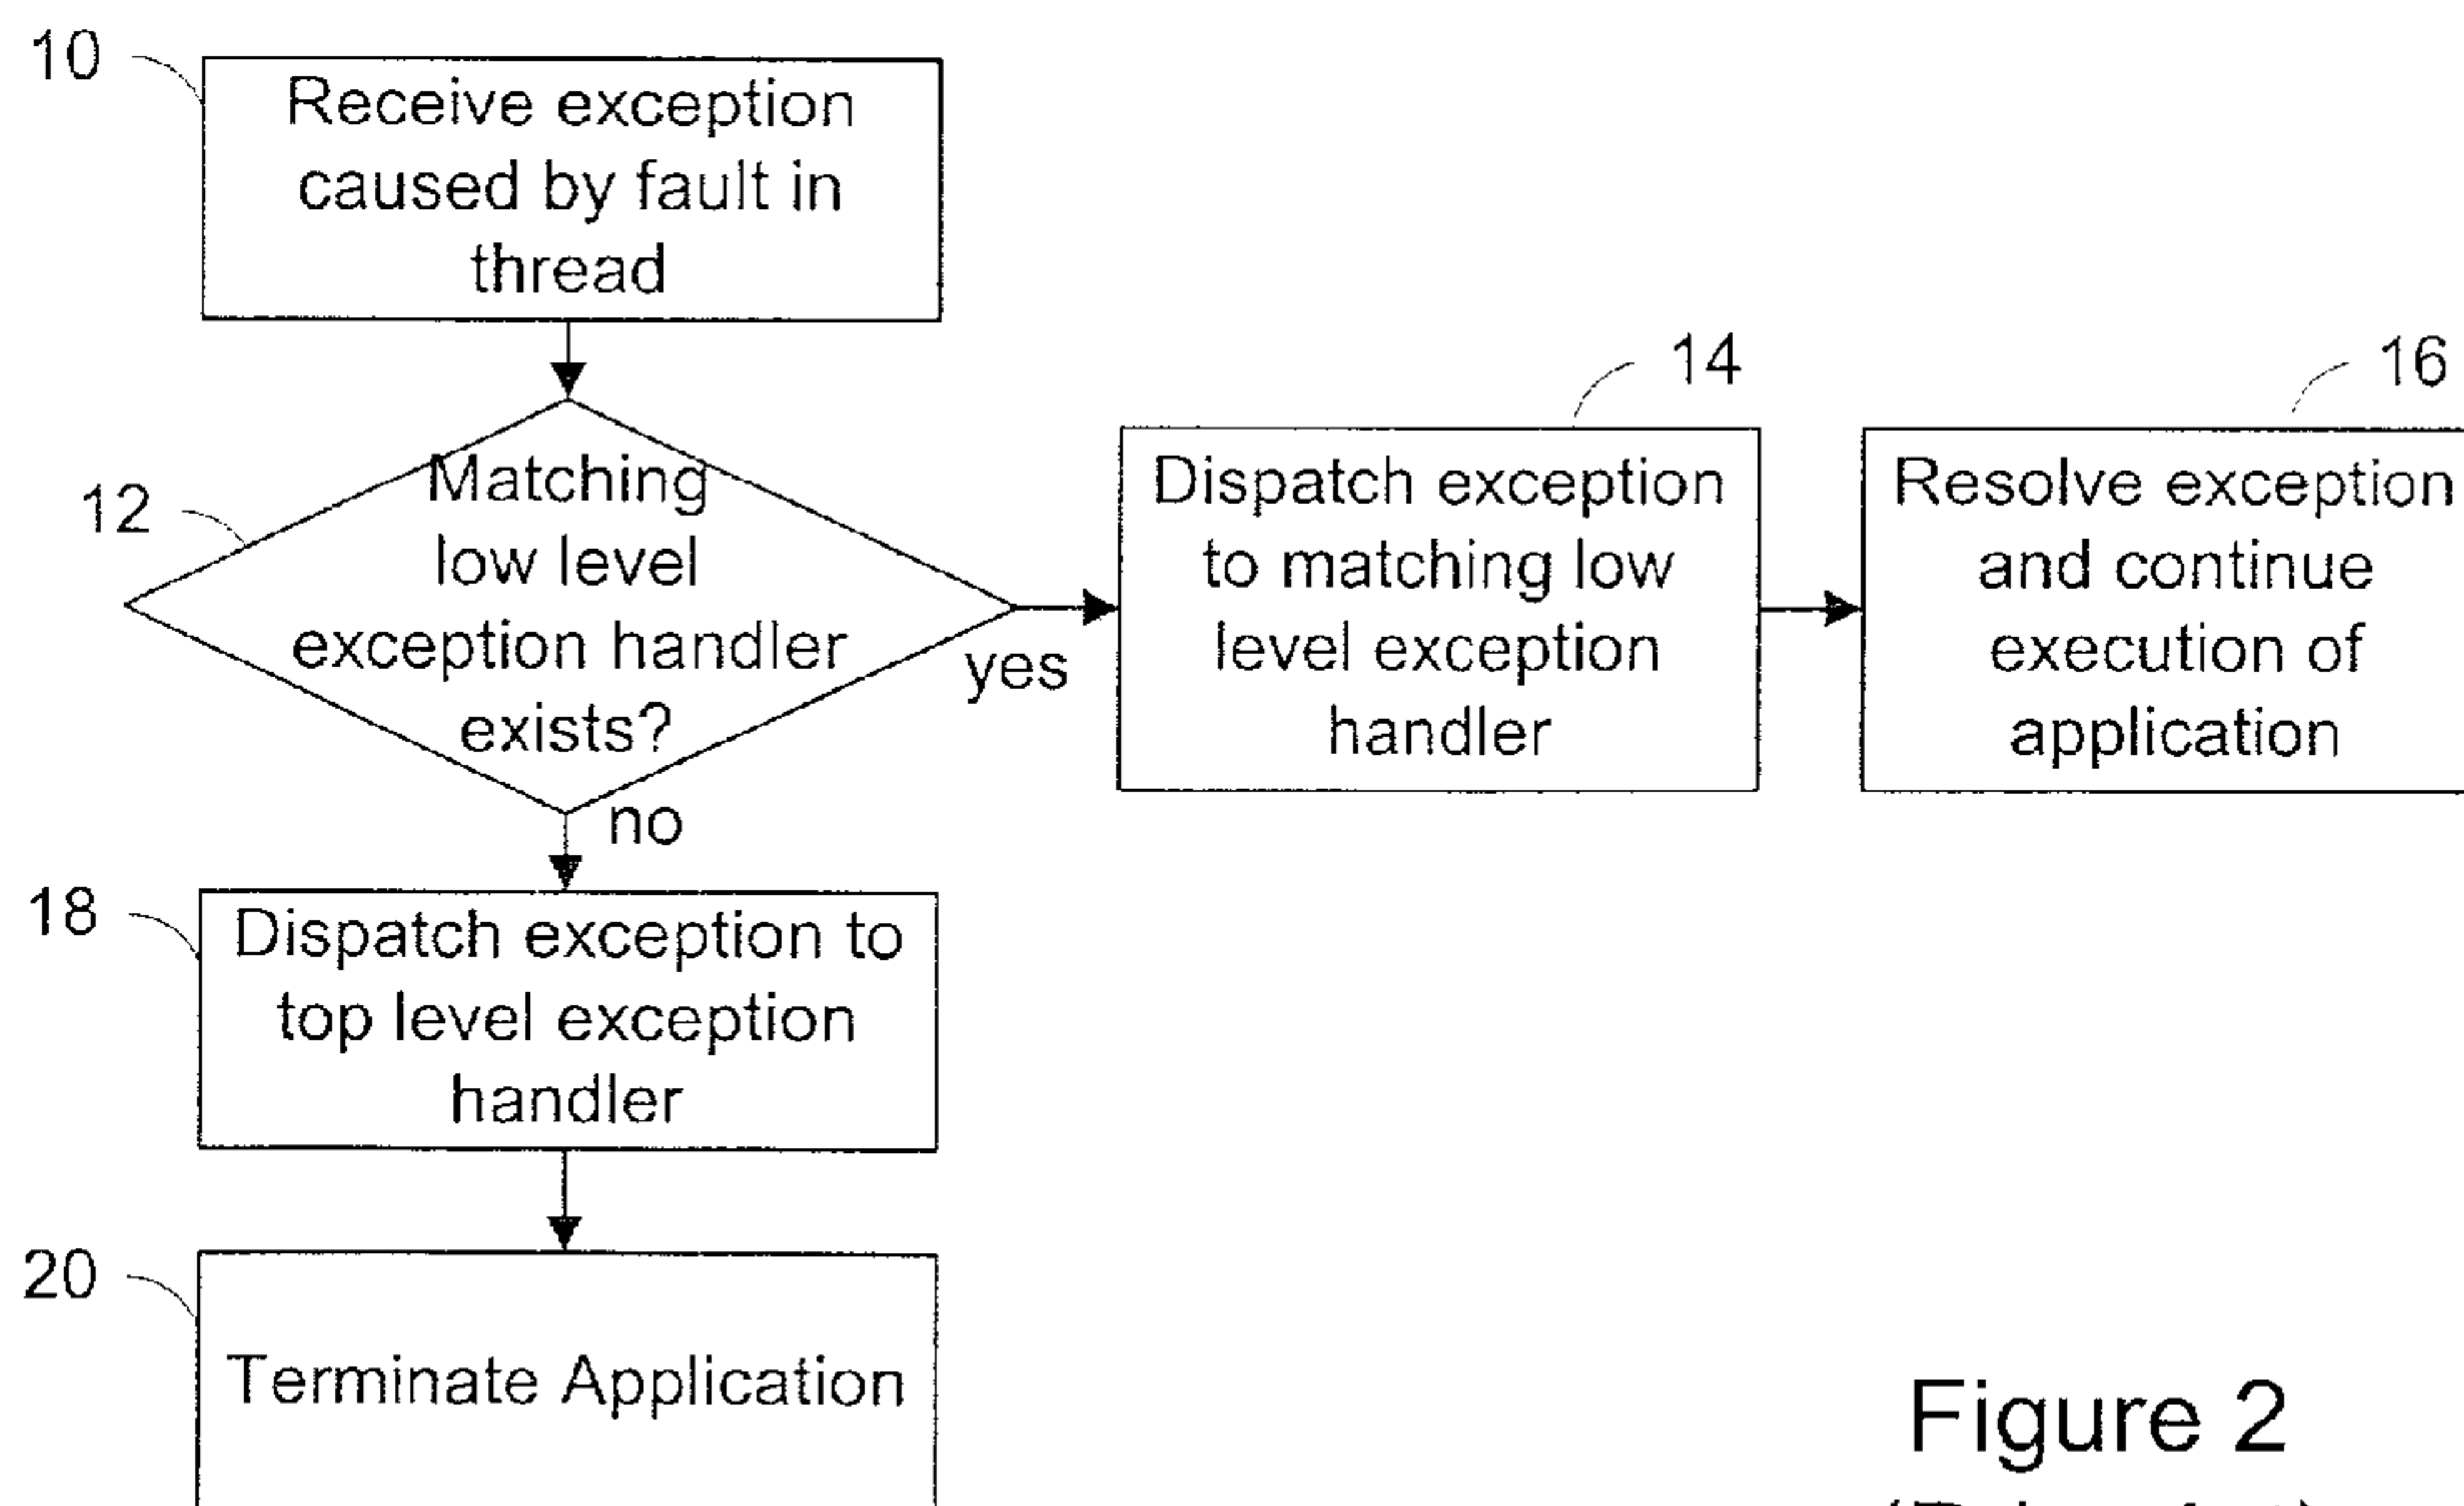 10
Receive exception
caused by fault in
thread
12
Matching
low level
exception handler
exists?
yes
no
14
Dispatch exception
to matching low
level exception
handler
16
Resolve exception
and continue
execution of
application
18
Dispatch exception to
top level exception
handler
20
Terminate Application
Figure 2